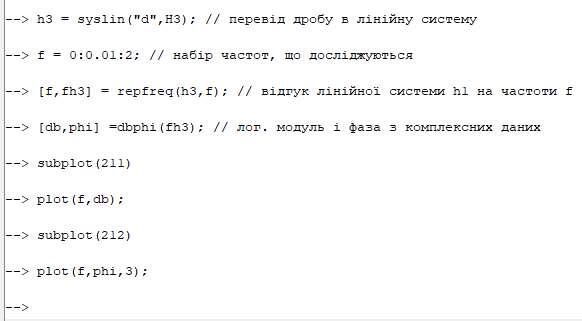 --> h3 = syslin("d",H3); // перевід дробу в лінійну систему
--> f = 0:0.01:2; // набір частот, що досліджуються
--> [f,fh3] = repfreq(h3,f); // відгук лінійної системи h1 на частоти f
--> [db,phi] =dbphi(fh3); // лог. модуль і фаза з комплексних даних
--> subplot(211)
--> plot(f,db);
--> subplot(212)
--> plot(f,phi,3);
-->